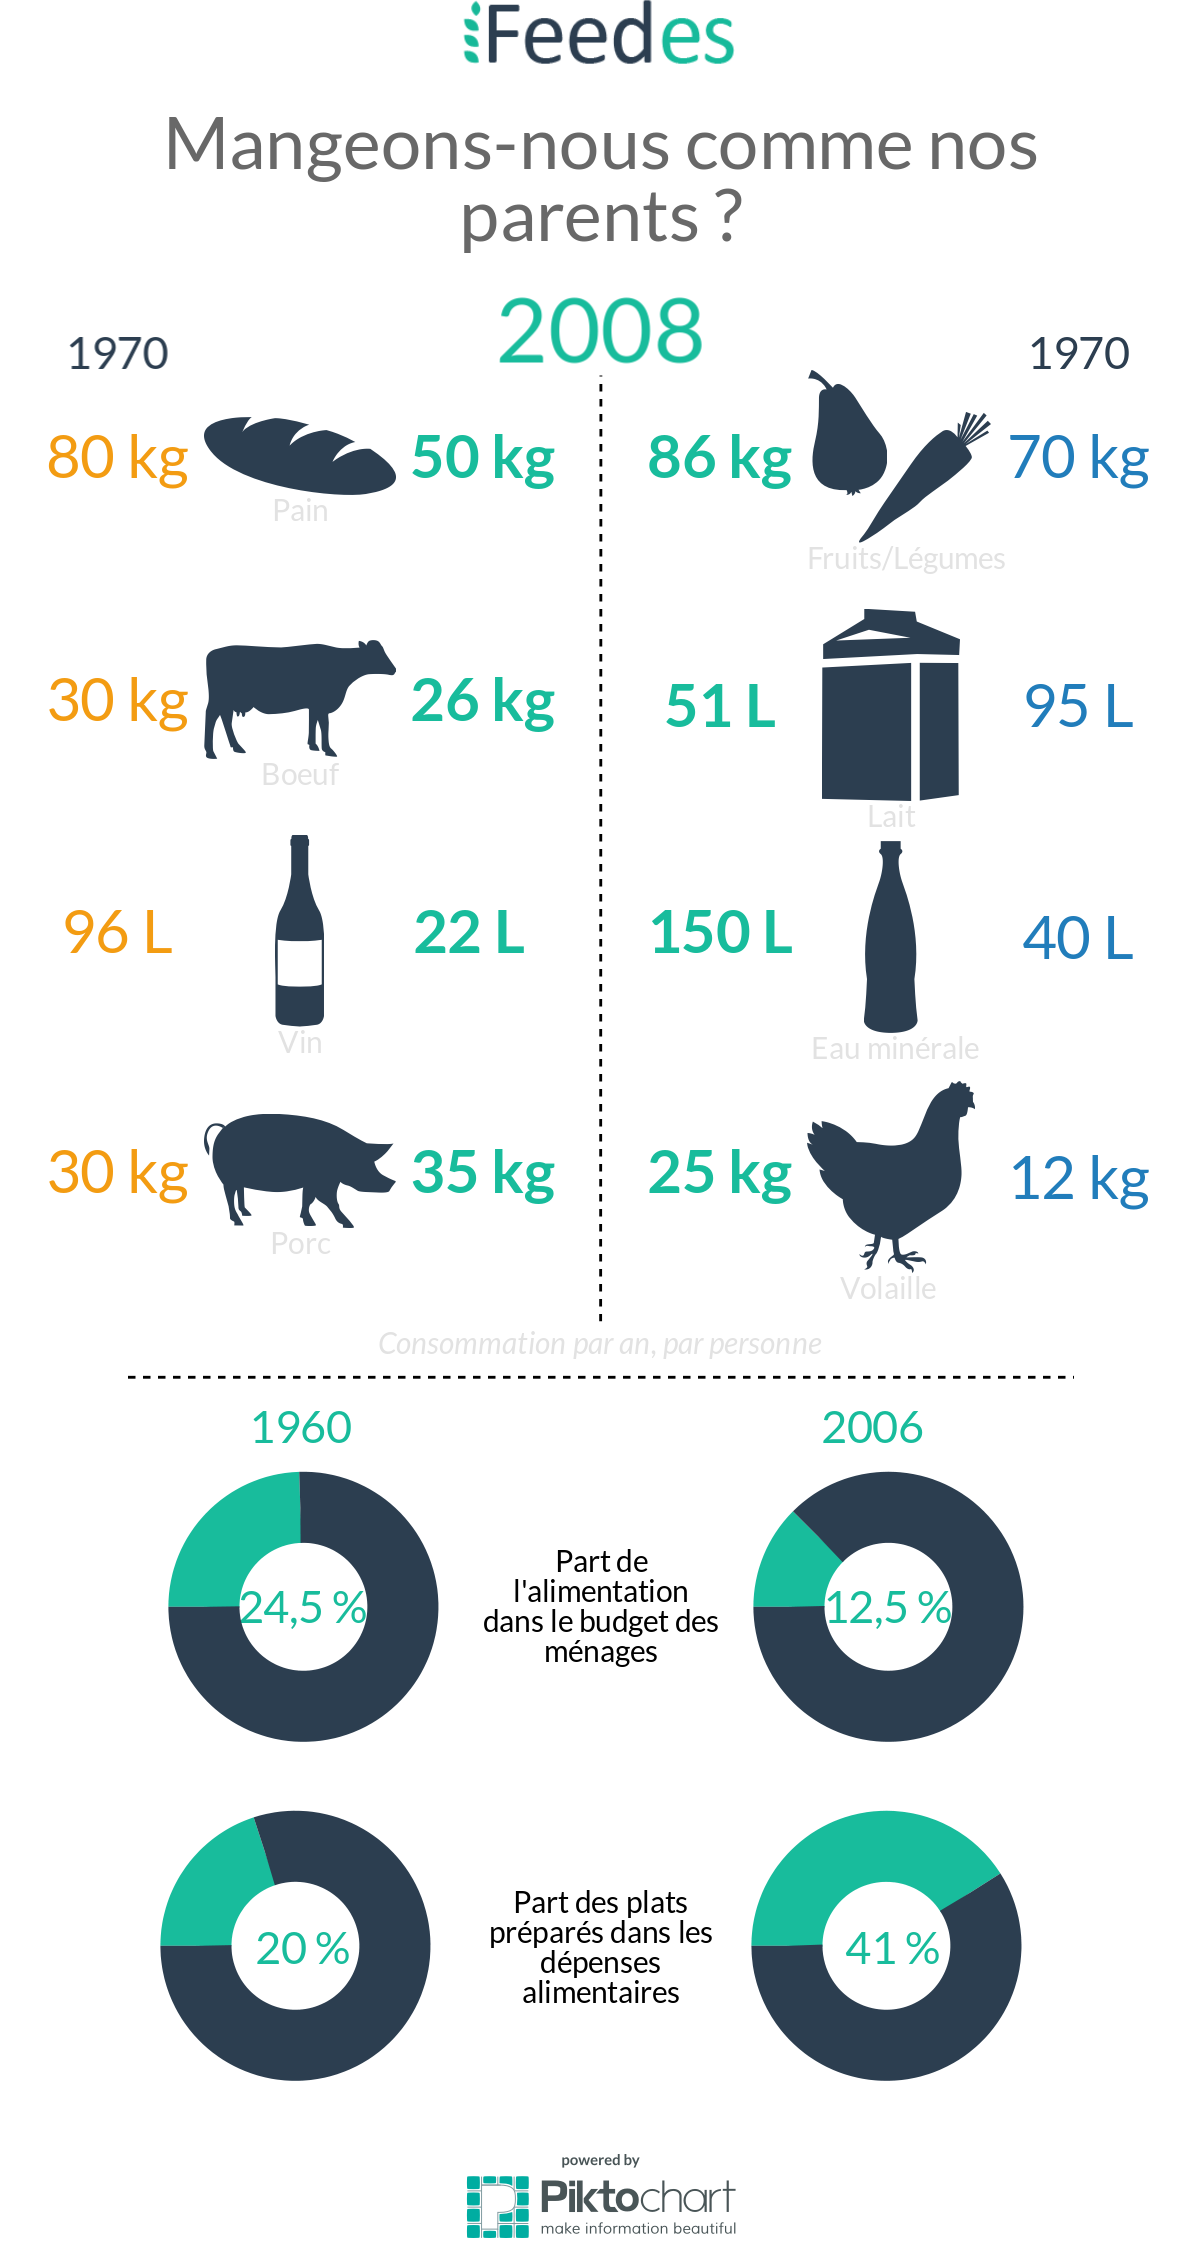 Feedes
Mangeons-nous comme nos
parents ?
2008
1970
1970
80 kg
50 kg
Pain
86 kg
70 kg
Fruits/Légumes
30 kg
26 kg
Boeuf
51 L
95 L
Lait
96 L
22 L
Vin
150 L
40 L
Eau minérale
30 kg
35 kg
Porc
25 kg
12 kg
Volaille
Consommation par an, par personne
1960
2006
24,5 %
Part de
l'alimentation
dans le budget des
ménages
12,5 %
20 %
Part des plats
préparés dans les
dépenses
alimentaires
41 %
powered by
Piktochart
make information beautiful